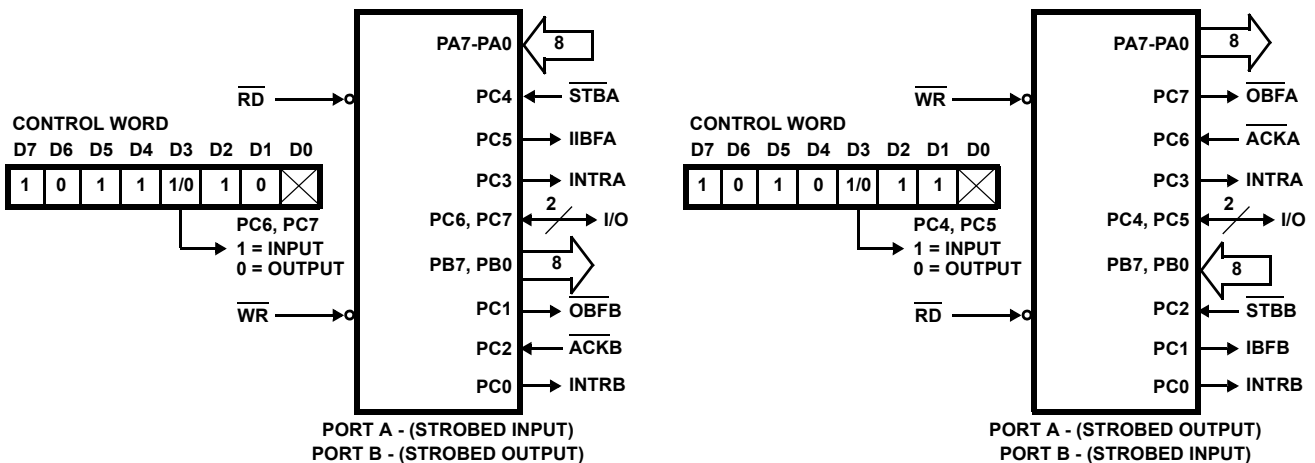 PA7-PA0 8
RD
PC4 STBA
CONTROL WORD
PC5 IIBFA
D7 D6 D5 D4 D3 D2 D1 D0
1 0 1 1 1/0 1 0
PC3 INTRA
PC6, PC7 2 I/O
PC6, PC7
1 = INPUT
0 = OUTPUT
PB7, PB0 8
WR
PC1 OBFB
PC2 ACKB
PC0 INTRB
PORT A - (STROBED INPUT)
PORT B - (STROBED OUTPUT)
PA7-PA0 8
WR
PC7 OBFA
CONTROL WORD
PC6 ACKA
D7 D6 D5 D4 D3 D2 D1 D0
1 0 1 0 1/0 1 1
PC3 INTRA
PC4, PC5 2 I/O
PC4, PC5
1 = INPUT
0 = OUTPUT
PB7, PB0 8
RD
PC2 STBB
PC1 IBFB
PC0 INTRB
PORT A - (STROBED OUTPUT)
PORT B - (STROBED INPUT)